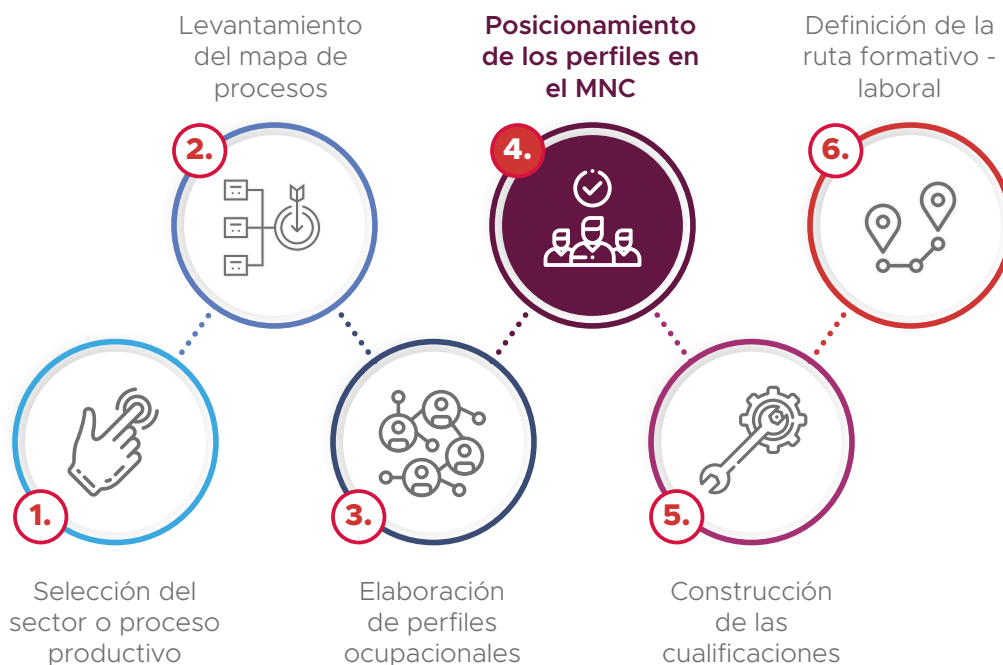 1.
Selección del
sector o proceso
productivo
2.
Levantamiento
del mapa de
procesos
3.
Elaboración
de perfiles
ocupacionales
4.
Posicionamiento
de los perfiles en
el MNC
5.
Construcción
de las
cualificaciones
6.
Definición de la
ruta formativo -
laboral